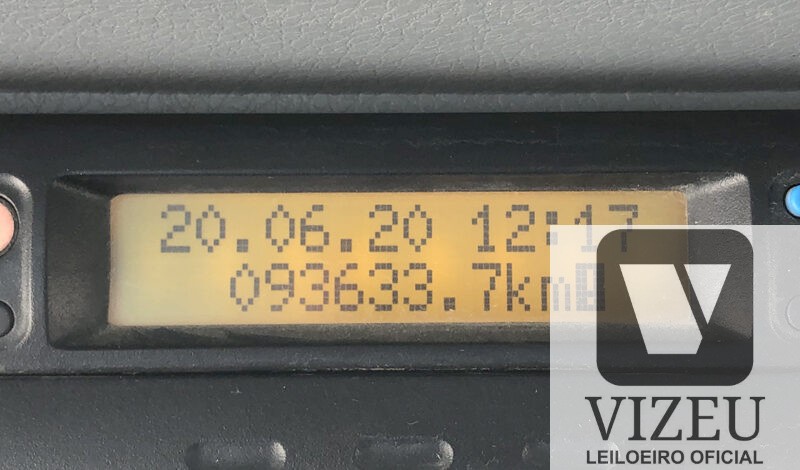 20.06.20 12:17
093633.7km
VIZEU
LEILOEIRO OFICIAL